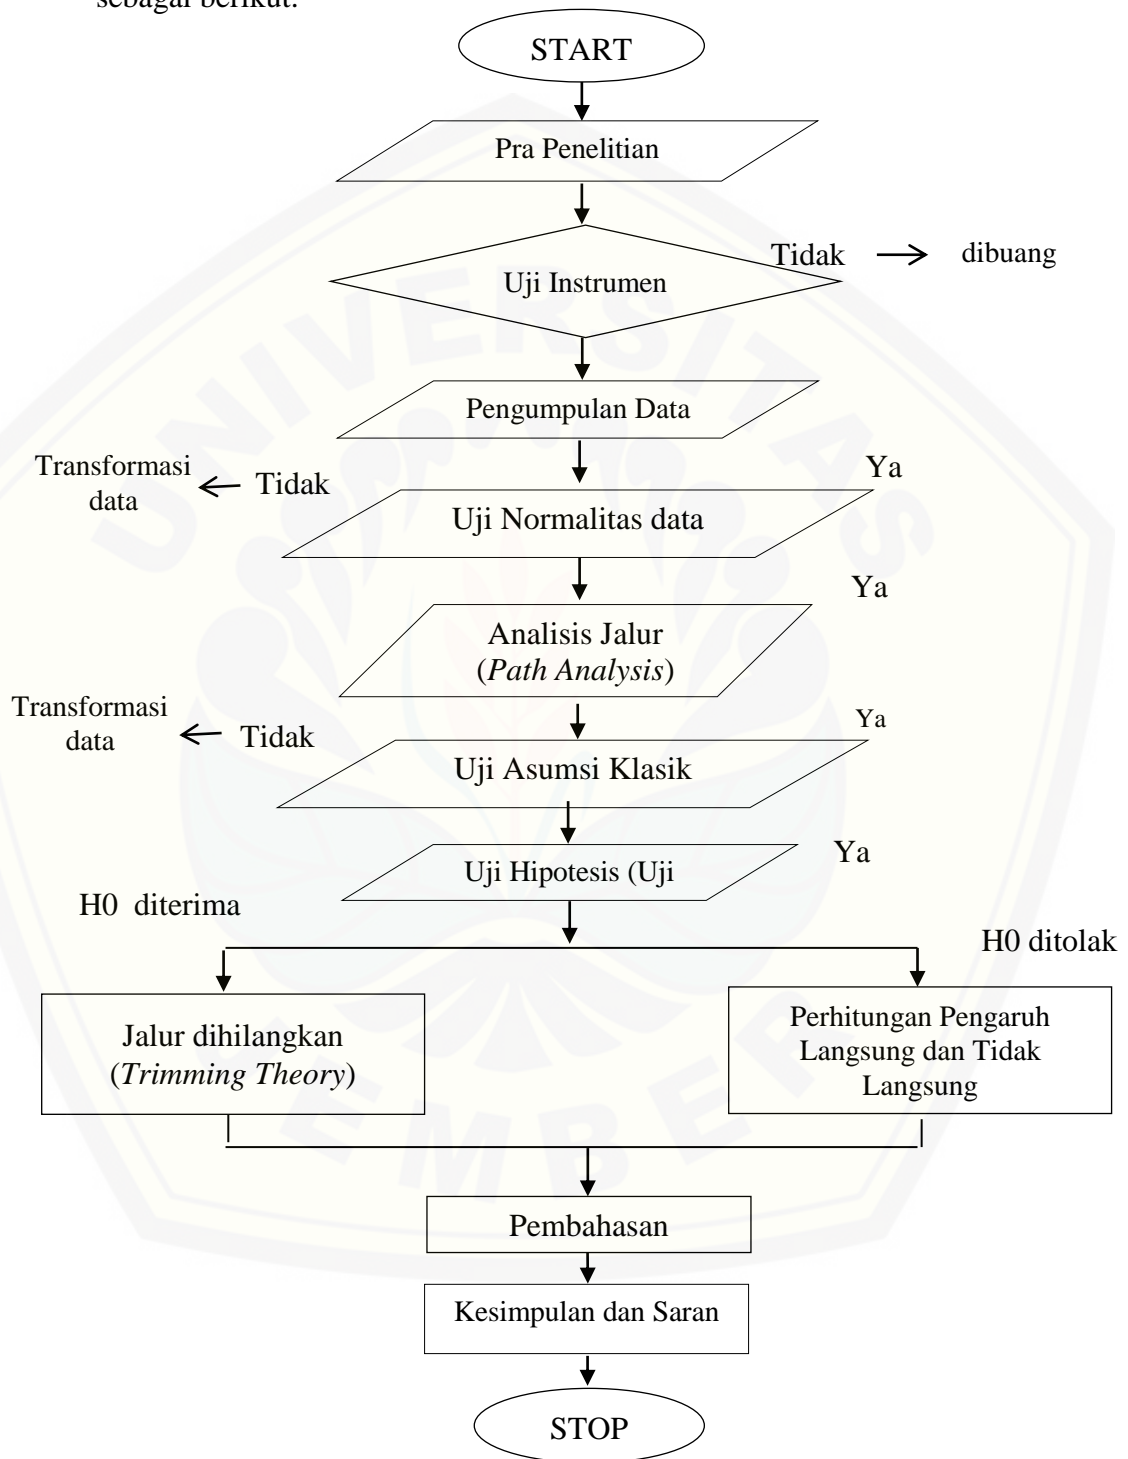 sebagai berikut:
START
Pra Penelitian
Tidak
dibuang
Uji Instrumen
Pengumpulan Data
Transformasi
data
Tidak
Ya
Uji Normalitas data
Ya
Analisis Jalur
(Path Analysis)
Transformasi
data
Tidak
Ya
Uji Asumsi Klasik
Uji Hipotesis (Uji
Ya
H0 diterima
H0 ditolak
Jalur dihilangkan
(Trimming Theory)
Perhitungan Pengaruh
Langsung dan Tidak
Langsung
Pembahasan
Kesimpulan dan Saran
STOP
UNIVERSITAS
JEMBER